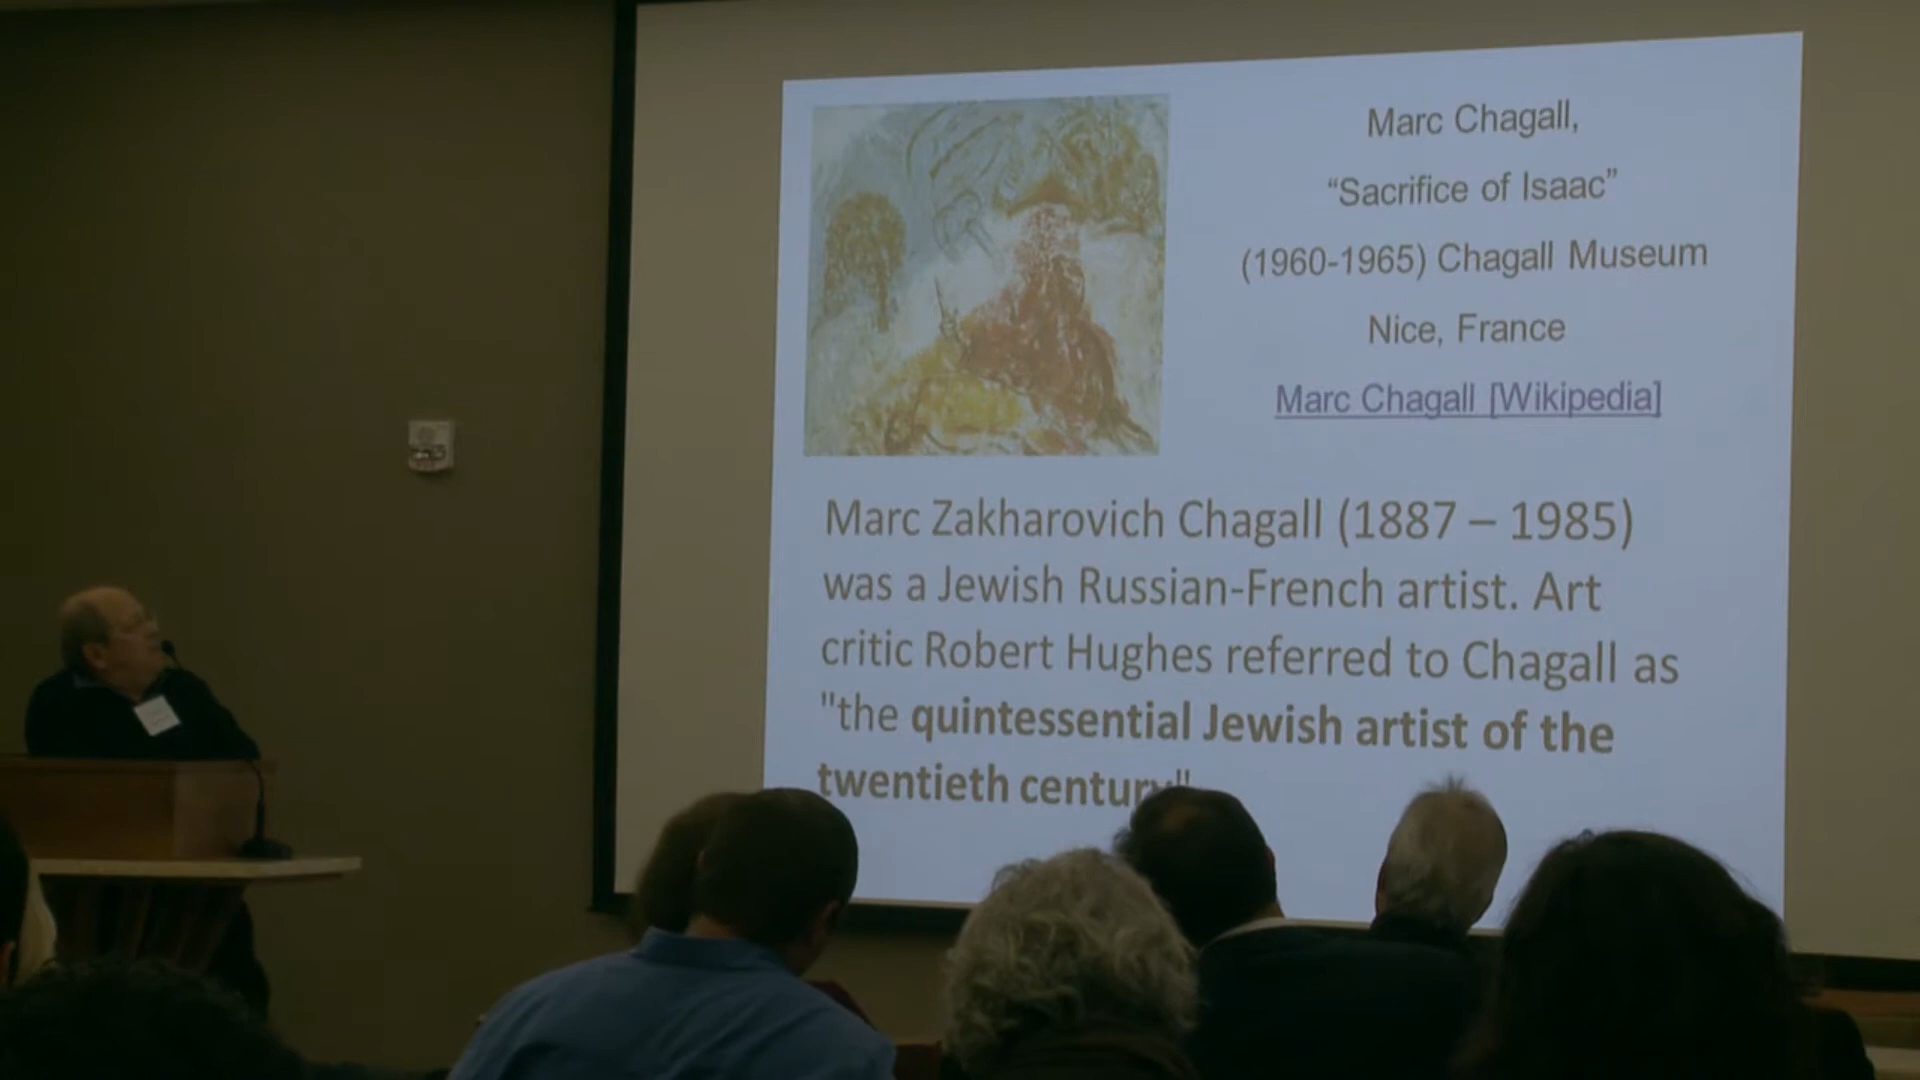 Marc Chagall,
“Sacrifice of Isaac”
(1960-1965) Chagall Museum
Nice, France
Marc Chagall [Wikipedia]
Marc Zakharovich Chagall (1887 – 1985)
was a Jewish Russian-French artist. Art
critic Robert Hughes referred to Chagall as
"the quintessential Jewish artist of the
twentieth century"